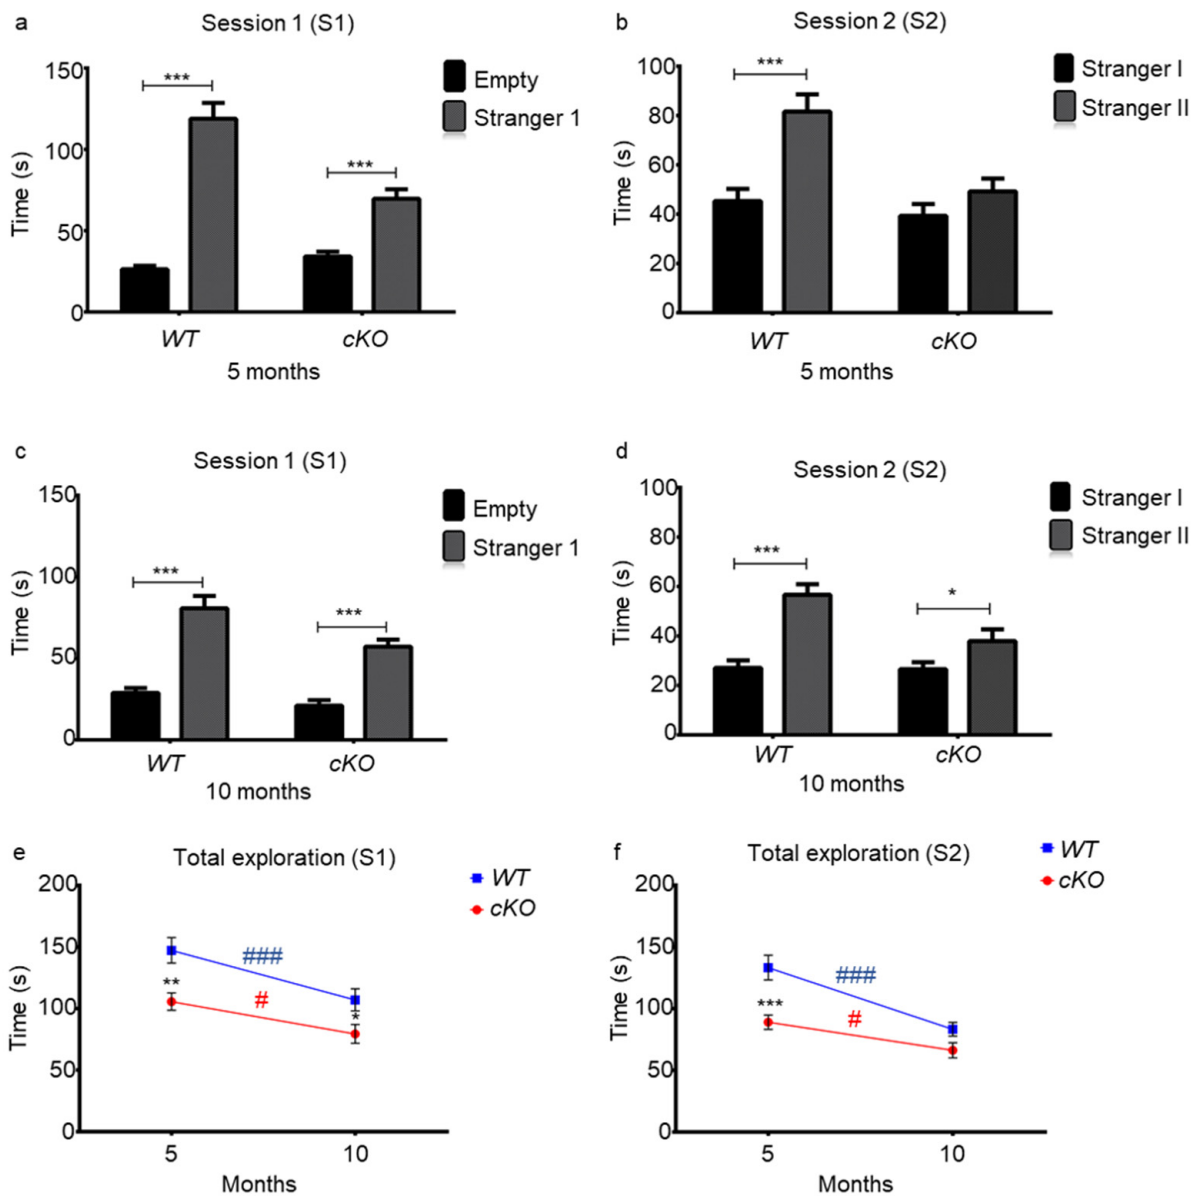 a
Session 1 (S1)
150
100
50
0
Time (s)
***
***
Empty
Stranger 1
WT
cKO
5 months
b
Session 2 (S2)
100
80
60
40
20
0
Time (s)
***
Stranger I
Stranger II
WT
cKO
5 months
c
Session 1 (S1)
150
100
50
0
Time (s)
***
***
Empty
Stranger 1
WT
cKO
10 months
d
Session 2 (S2)
100
80
60
40
20
0
Time (s)
***
*
Stranger I
Stranger II
WT
cKO
10 months
e
Total exploration (S1)
200
150
100
50
0
Time (s)
WT
cKO
###
**
#
*
5
10
Months
f
Total exploration (S2)
200
150
100
50
0
Time (s)
WT
cKO
###
***
#
5
10
Months